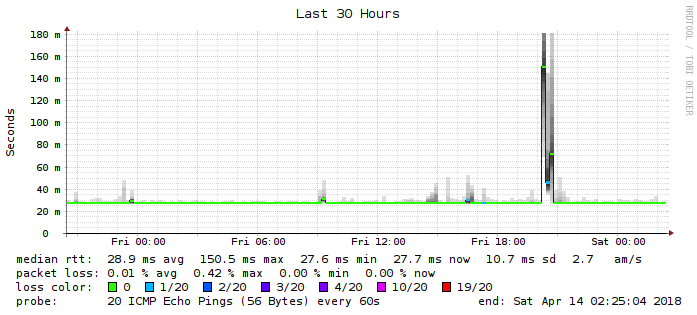 Last 30 Hours
RRDTOOL / TOBI OETIKER
Seconds
180 m
160 m
140 m
120 m
100 m
80 m
60 m
40 m
20 m
0
Fri 00:00 Fri 06:00 Fri 12:00 Fri 18:00 Sat 00:00
median rtt: 28.9 ms avg 150.5 ms max 27.6 ms min 27.7 ms now 10.7 ms sd 2.7 am/s
packet loss: 0.01 % avg 0.42 % max 0.00 % min 0.00 % now
loss color: 0 1/20 2/20 3/20 4/20 10/20 19/20
probe: 20 ICMP Echo Pings (56 Bytes) every 60s end: Sat Apr 14 02:25:04 2018